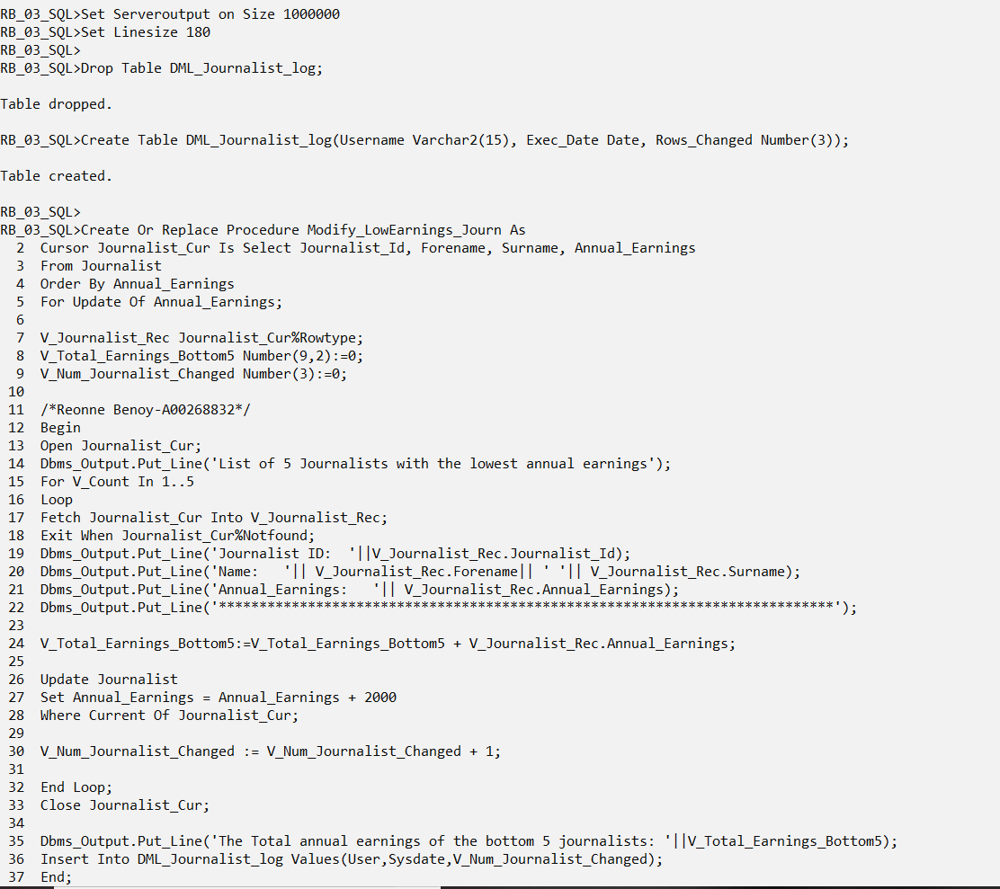 RB_03_SQL>Set Serveroutput on Size 1000000
RB_03_SQL>Set Linesize 180
RB_03_SQL>
RB_03_SQL>Drop Table DML_Journalist_log;

Table dropped.

RB_03_SQL>Create Table DML_Journalist_log(Username Varchar2(15), Exec_Date Date, Rows_Changed Number(3));

Table created.

RB_03_SQL>
RB_03_SQL>Create Or Replace Procedure Modify_LowEarnings_Journ As
  2  Cursor Journalist_Cur Is Select Journalist_Id, Forename, Surname, Annual_Earnings
  3  From Journalist
  4  Order By Annual_Earnings
  5  For Update Of Annual_Earnings;
  6
  7  V_Journalist_Rec Journalist_Cur%Rowtype;
  8  V_Total_Earnings_Bottom5 Number(9,2):=0;
  9  V_Num_Journalist_Changed Number(3):=0;
 10
 11  /*Reonne Benoy-A00268832*/
 12  Begin
 13  Open Journalist_Cur;
 14  Dbms_Output.Put_Line('List of 5 Journalists with the lowest annual earnings');
 15  For V_Count In 1..5
 16  Loop
 17  Fetch Journalist_Cur Into V_Journalist_Rec;
 18  Exit When Journalist_Cur%Notfound;
 19  Dbms_Output.Put_Line('Journalist ID:  '||V_Journalist_Rec.Journalist_Id);
 20  Dbms_Output.Put_Line('Name:   '|| V_Journalist_Rec.Forename|| ' '|| V_Journalist_Rec.Surname);
 21  Dbms_Output.Put_Line('Annual_Earnings:   '|| V_Journalist_Rec.Annual_Earnings);
 22  Dbms_Output.Put_Line('****************************************************************************');
 23
 24  V_Total_Earnings_Bottom5:=V_Total_Earnings_Bottom5 + V_Journalist_Rec.Annual_Earnings;
 25
 26  Update Journalist
 27  Set Annual_Earnings = Annual_Earnings + 2000
 28  Where Current Of Journalist_Cur;
 29
 30  V_Num_Journalist_Changed := V_Num_Journalist_Changed + 1;
 31
 32  End Loop;
 33  Close Journalist_Cur;
 34
 35  Dbms_Output.Put_Line('The Total annual earnings of the bottom 5 journalists: '||V_Total_Earnings_Bottom5);
 36  Insert Into DML_Journalist_log Values(User,Sysdate,V_Num_Journalist_Changed);
 37  End;